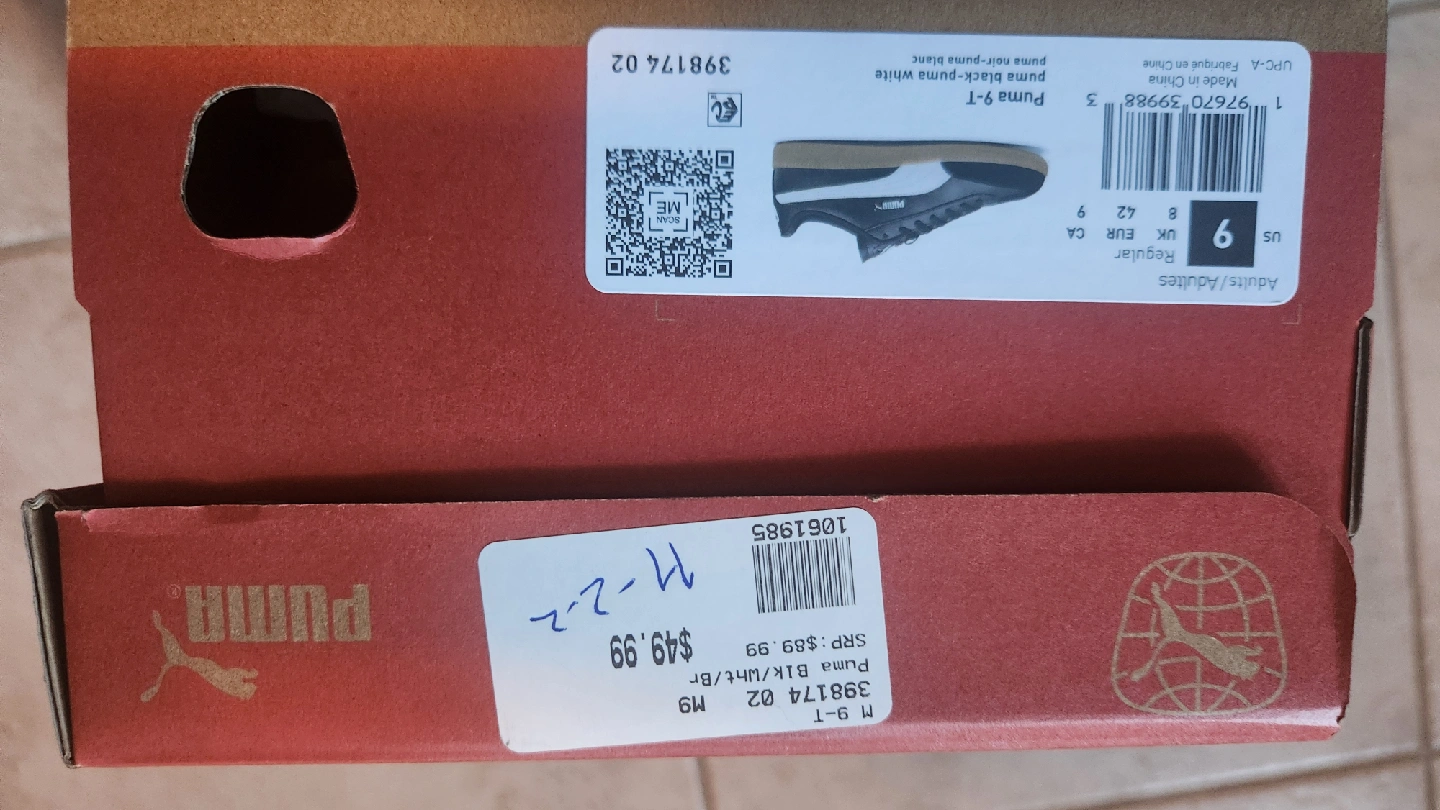 Adults/Adultes
Regular
US 9 UK EUR CA
8 42 9
1 97670 39988 3
Made in China
UPC-A Fabriqué en Chine
Puma 9-T
puma black-puma white
puma noir-puma blanc
SCAN
ME
398174 02
M 9-T
398174 02 M9
Puma Blk/Wht/Br
SRP:$89.99
$49.99
11-2-2
1061985
PUMA®
PUMA